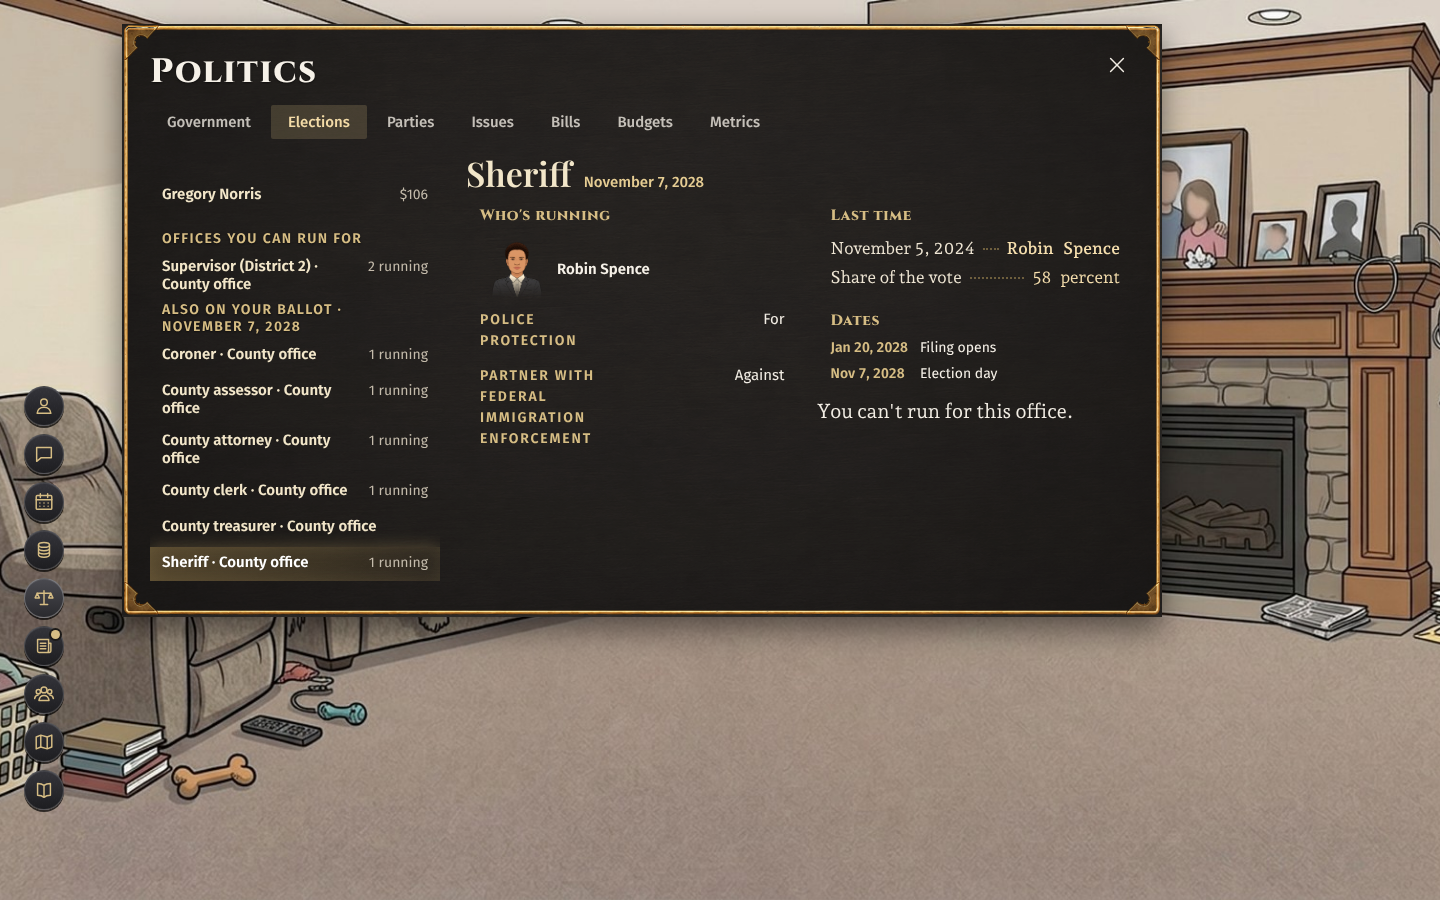 Politics
Government
Elections
Parties
Issues
Bills
Budgets
Metrics
Gregory Norris $106
OFFICES YOU CAN RUN FOR
Supervisor (District 2) · 2 running
County office
ALSO ON YOUR BALLOT ·
NOVEMBER 7, 2028
Coroner · County office 1 running
County assessor · County 1 running
office
County attorney · County 1 running
office
County clerk · County office 1 running
County treasurer · County office
Sheriff · County office 1 running
Sheriff November 7, 2028
Who's running
Robin Spence
POLICE For
PROTECTION
PARTNER WITH Against
FEDERAL
IMMIGRATION
ENFORCEMENT
Last time
November 5, 2024 Robin Spence
Share of the vote 58 percent
Dates
Jan 20, 2028 Filing opens
Nov 7, 2028 Election day
You can't run for this office.